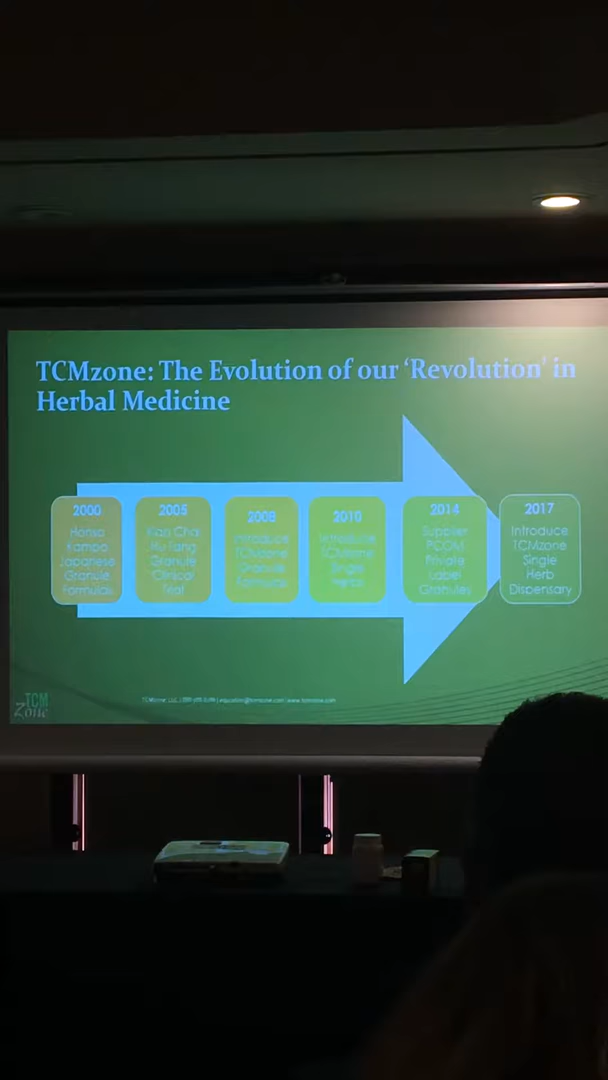 TCMzone: The Evolution of our ‘Revolution’ in
Herbal Medicine
2000
Honso
Kampo
Japanese
Granule
Formulas
2005
Xiao Chai
Hu Tang
Granule
Clinical
Trial
2008
Introduce
TCMzone
Granule
Formulas
2010
Introduce
TCMzone
Single
Herbs
2014
Supplier
PCOM
Private
Label
Granules
2017
Introduce
TCMzone
Single
Herb
Dispensary
TCM
Zone